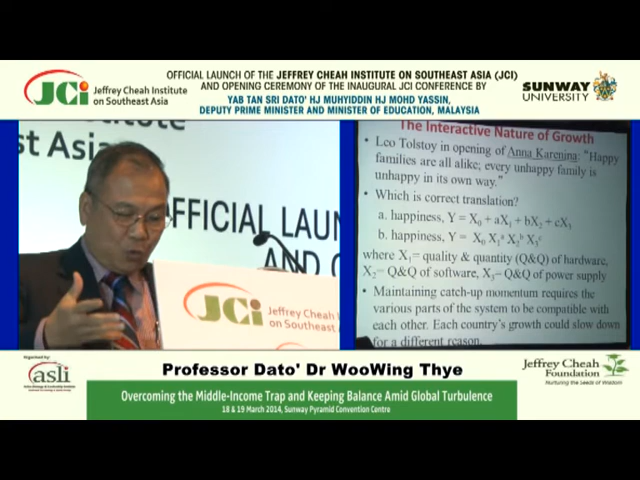 JCi Jeffrey Cheah Institute
on Southeast Asia
OFFICIAL LAUNCH OF THE JEFFREY CHEAH INSTITUTE ON SOUTHEAST ASIA (JCI)
AND OPENING CEREMONY OF THE INAUGURAL JCI CONFERENCE BY
YAB TAN SRI DATO' HJ MUHYIDDIN HJ MOHD YASSIN,
DEPUTY PRIME MINISTER AND MINISTER OF EDUCATION, MALAYSIA
SUNWAY
UNIVERSITY
st Asia
OFFICIAL LAUN
AND O
JCi Jeffrey Cheah Insti
on Southeast Asia
The Interactive Nature of Growth
• Leo Tolstoy in opening of Anna Karenina: “Happy
families are all alike; every unhappy family is
unhappy in its own way.”
• Which is correct translation?
a. happiness, Y = X₀ + aX₁ + bX₂ + cX₃
b. happiness, Y = X₀ X₁ᵃ X₂ᵇ X₃ᶜ
where X₁= quality & quantity (Q&Q) of hardware,
X₂= Q&Q of software, X₃= Q&Q of power supply
• Maintaining catch-up momentum requires the
various parts of the system to be compatible with
each other. Each country's growth could slow down
for a different reason.
Organised by:
asli
Professor Dato' Dr WooWing Thye
Overcoming the Middle-Income Trap and Keeping Balance Amid Global Turbulence
18 & 19 March 2014, Sunway Pyramid Convention Centre
Jeffrey Cheah
Foundation
Nurturing the Seeds of Wisdom